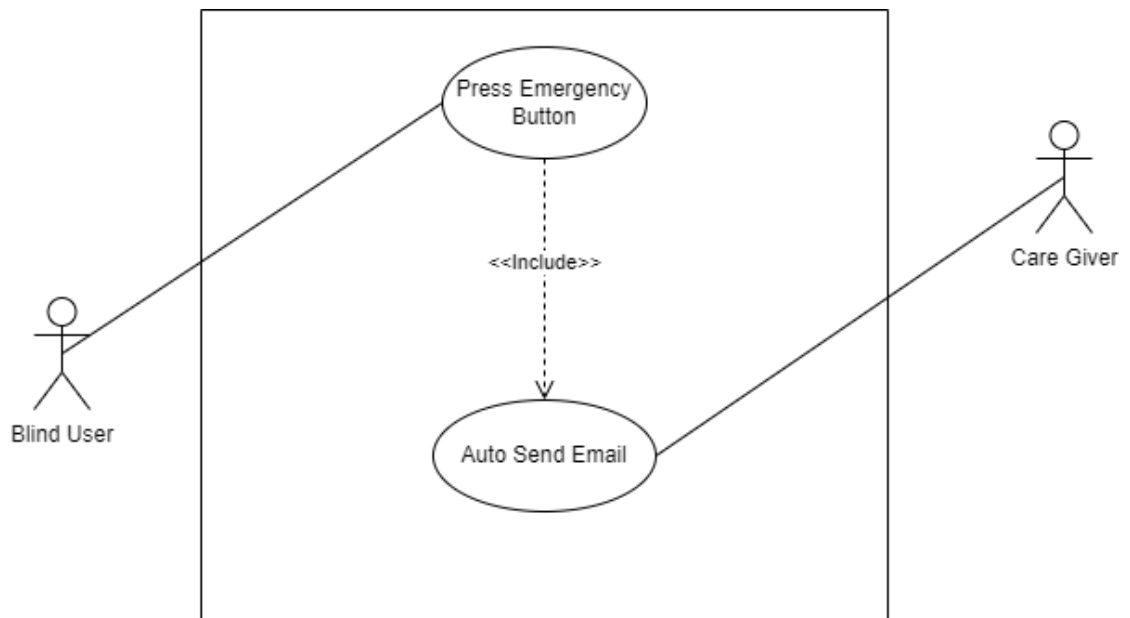 Press Emergency
Button
<<Include>>
Care Giver
Blind User
Auto Send Email